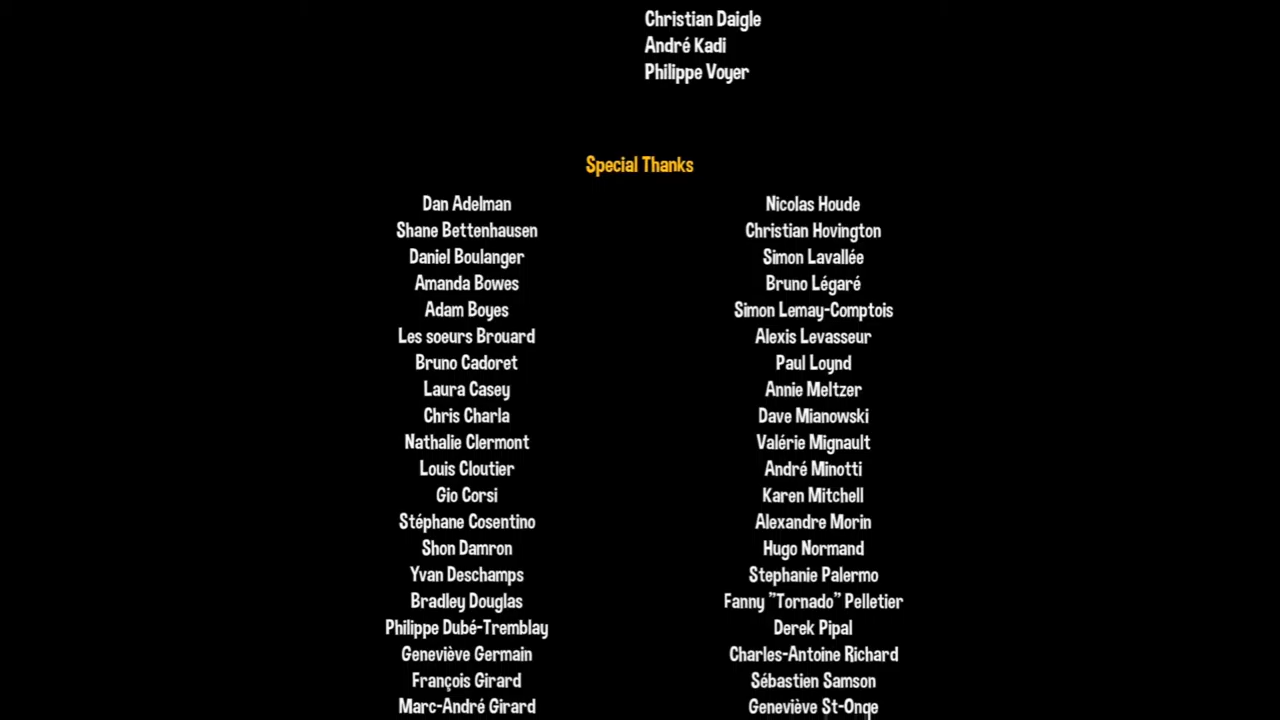 Christian Daigle
André Kadi
Philippe Voyer
Special Thanks
Dan Adelman
Shane Bettenhausen
Daniel Boulanger
Amanda Bowes
Adam Boyes
Les soeurs Brouard
Bruno Cadoret
Laura Casey
Chris Charla
Nathalie Clermont
Louis Cloutier
Gio Corsi
Stéphane Cosentino
Shon Damron
Yvan Deschamps
Bradley Douglas
Philippe Dubé-Tremblay
Geneviève Germain
François Girard
Marc-André Girard
Nicolas Houde
Christian Hovington
Simon Lavallée
Bruno Légaré
Simon Lemay-Comptois
Alexis Levasseur
Paul Loynd
Annie Meltzer
Dave Mianowski
Valérie Mignault
André Minotti
Karen Mitchell
Alexandre Morin
Hugo Normand
Stephanie Palermo
Fanny "Tornado" Pelletier
Derek Pipal
Charles-Antoine Richard
Sébastien Samson
Geneviève St-Onge